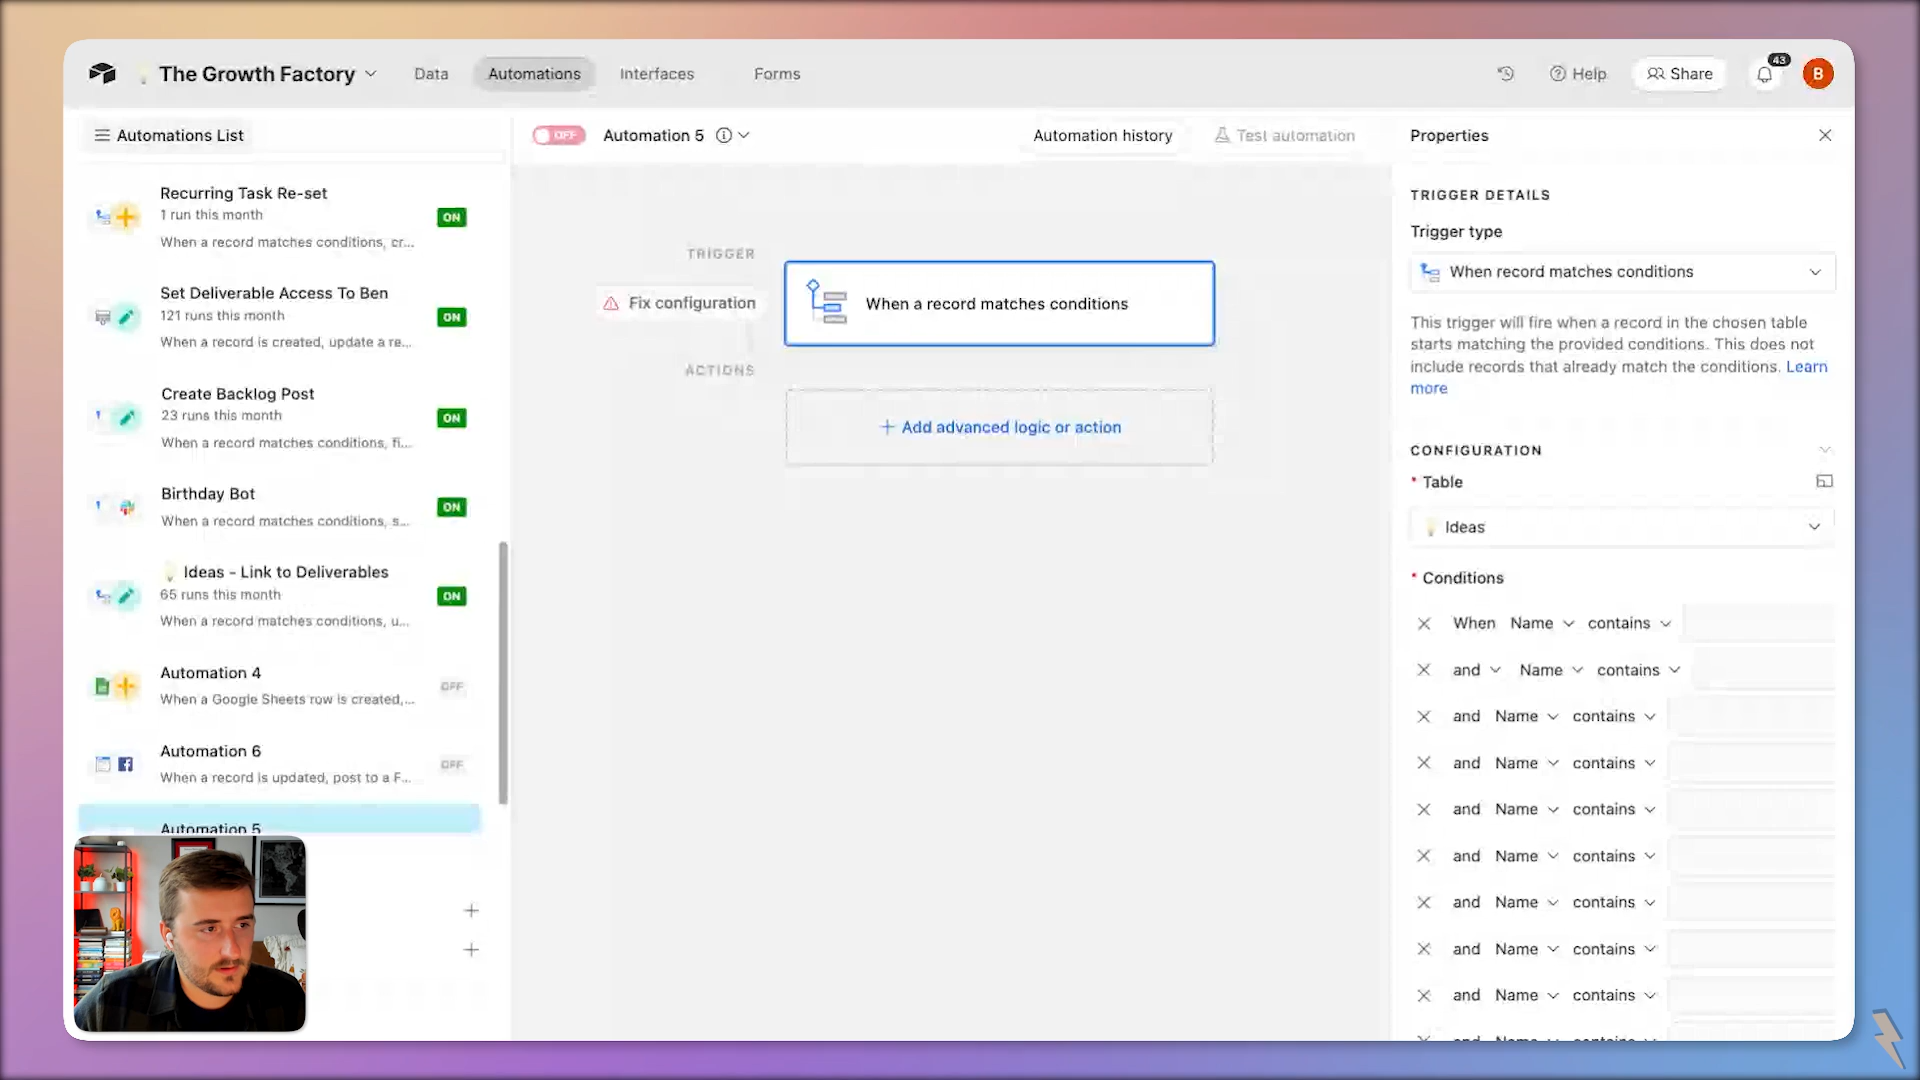 The Growth Factory
Data
Automations
Interfaces
Forms
Help
Share
43
B
Automations List
OFF
Automation 5
Automation history
Test automation
Properties
Recurring Task Re-set
1 run this month
ON
When a record matches conditions, cr...
Set Deliverable Access To Ben
121 runs this month
ON
When a record is created, update a re...
Create Backlog Post
23 runs this month
ON
When a record matches conditions, fi...
Birthday Bot
ON
When a record matches conditions, s...
Ideas - Link to Deliverables
65 runs this month
ON
When a record matches conditions, u...
Automation 4
OFF
When a Google Sheets row is created,...
Automation 6
OFF
When a record is updated, post to a F...
Automation 5
TRIGGER
Fix configuration
When a record matches conditions
ACTIONS
+ Add advanced logic or action
TRIGGER DETAILS
Trigger type
When record matches conditions
This trigger will fire when a record in the chosen table
starts matching the provided conditions. This does not
include records that already match the conditions. Learn
more
CONFIGURATION
* Table
Ideas
* Conditions
When Name contains
and Name contains
and Name contains
and Name contains
and Name contains
and Name contains
and Name contains
and Name contains
and Name contains
and Name contains